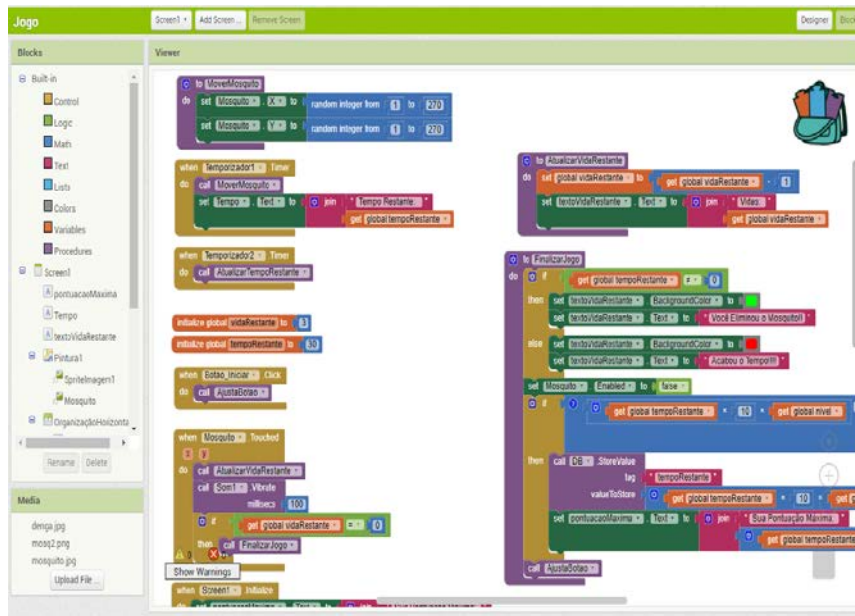 Jogo
Screen1
Add Screen ...
Remove Screen
Designer
Blocks
Viewer
Built-in
Control
Logic
Math
Text
Lists
Colors
Variables
Procedures
Screen1
pontuacaoMaxima
Tempo
textoVidaRestante
Pintura1
SpriteImagem1
Mosquito
OrganizaçãoHorizonta
Rename
Delete
Media
denga.jpg
mosq2.png
mosquito.jpg
Upload File ...
to MoverMosquito
do set Mosquito . X to random integer from 1 to 270
set Mosquito . Y to random integer from 1 to 270
when Temporizador1 . Timer
do call MoverMosquito
set Tempo . Text to join " Tempo Restante: "
get global tempoRestante
when Temporizador2 . Timer
do call AtualizarTempoRestante
initialize global vidaRestante to 3
initialize global tempoRestante to 30
when Botao_Iniciar . Click
do call AjustaBotao
when Mosquito . Touched
x y
do call AtualizarVidaRestante
call Som1 . Vibrate
millisecs 100
if get global vidaRestante = 0
then call FinalizarJogo
Show Warnings
when Screen1 . Initialize
to AtualizarVidaRestante
do set global vidaRestante to get global vidaRestante - 1
set textoVidaRestante . Text to join " Vidas: "
get global vidaRestante
to FinalizarJogo
do if get global tempoRestante ≠ 0
then set textoVidaRestante . BackgroundColor to
set textoVidaRestante . Text to " Você Eliminou o Mosquito!! "
else set textoVidaRestante . BackgroundColor to
set textoVidaRestante . Text to " Acabou o Tempo!!!! "
set Mosquito . Enabled to false
if get global tempoRestante × 10 × get global nivel
then call DB . StoreValue
tag " tempoRestante "
valueToStore get global tempoRestante × 10 × get
set pontuacaoMaxima . Text to join " Sua Pontuação Máxima: "
get global tempoRestante
call AjustaBotao